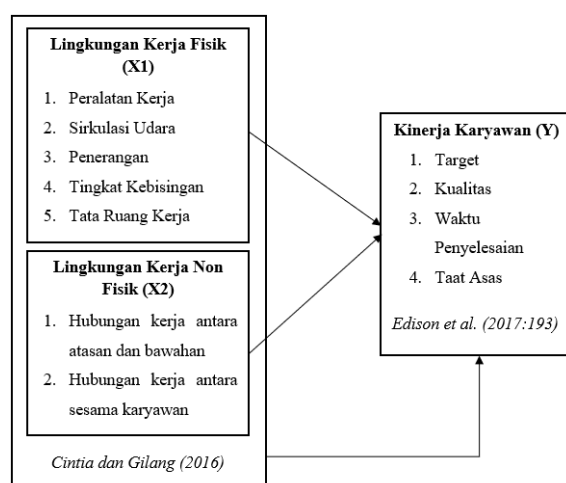 Lingkungan Kerja Fisik
(X1)
1. Peralatan Kerja
2. Sirkulasi Udara
3. Penerangan
4. Tingkat Kebisingan
5. Tata Ruang Kerja
Lingkungan Kerja Non
Fisik (X2)
1. Hubungan kerja antara
atasan dan bawahan
2. Hubungan kerja antara
sesama karyawan
Cintia dan Gilang (2016)
Kinerja Karyawan (Y)
1. Target
2. Kualitas
3. Waktu
Penyelesaian
4. Taat Asas
Edison et al. (2017:193)